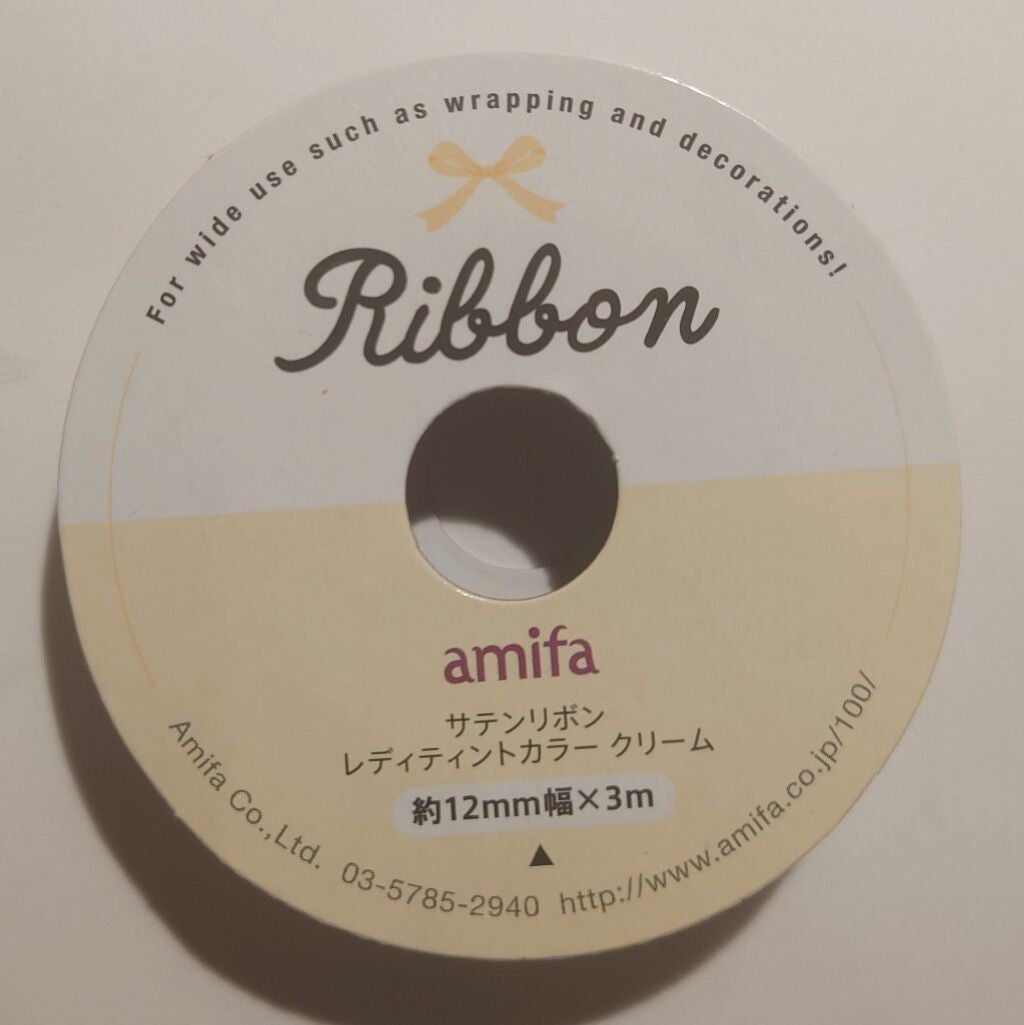 For wide use such as wrapping and decorations!
Ribbon
amifa
サテンリボン
レディティントカラー クリーム
約12mm幅×3m
▲
Amifa Co.,Ltd. 03-5785-2940 http://www.amifa.co.jp/100/